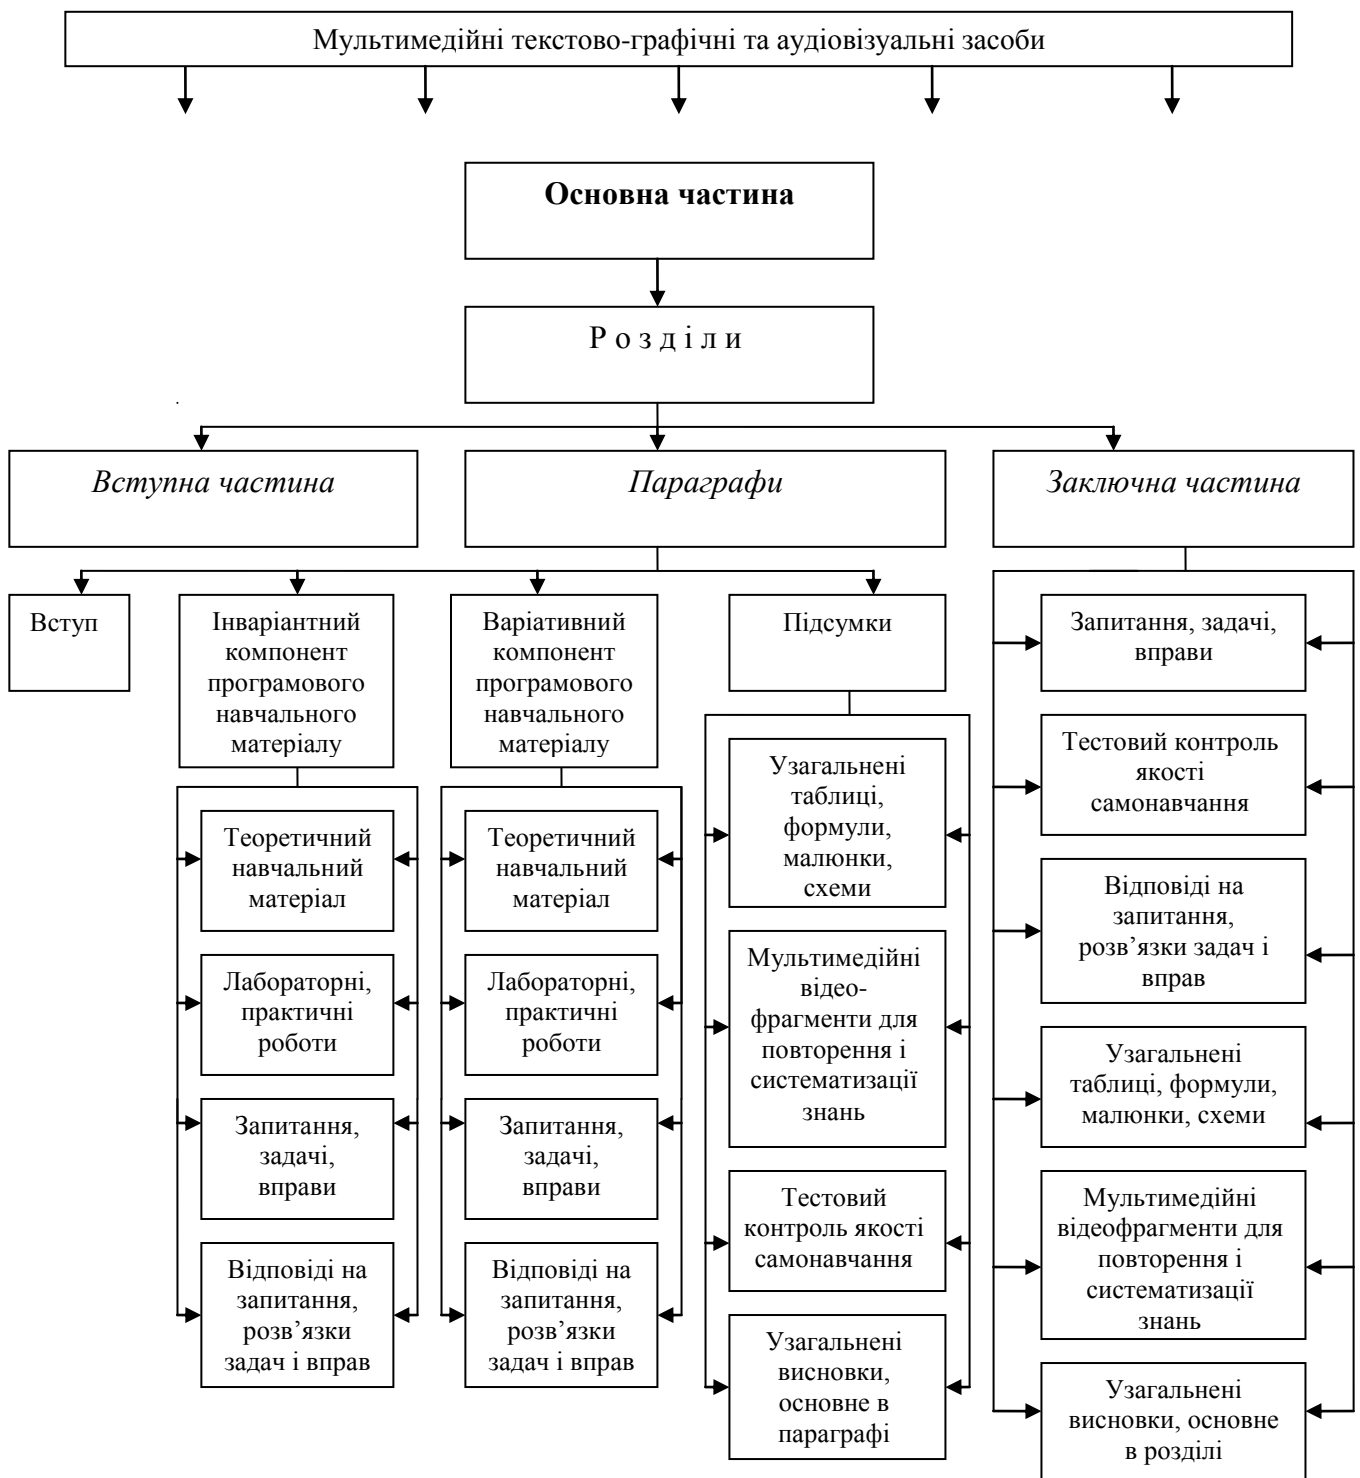 Мультимедійні текстово-графічні та аудіовізуальні засоби
Основна частина
Р о з д і л и
Вступна частина
Параграфи
Заключна частина
Вступ
Інваріантний
компонент
програмового
навчального
матеріалу
Варіативний
компонент
програмового
навчального
матеріалу
Підсумки
Теоретичний
навчальний
матеріал
Лабораторні,
практичні
роботи
Запитання,
задачі,
вправи
Відповіді на
запитання,
розв’язки
задач і вправ
Теоретичний
навчальний
матеріал
Лабораторні,
практичні
роботи
Запитання,
задачі,
вправи
Відповіді на
запитання,
розв’язки
задач і вправ
Узагальнені
таблиці,
формули,
малюнки,
схеми
Мультимедійні
відео-
фрагменти для
повторення і
систематизації
знань
Тестовий
контроль якості
самонавчання
Узагальнені
висновки,
основне в
параграфі
Запитання, задачі,
вправи
Тестовий контроль
якості
самонавчання
Відповіді на
запитання,
розв’язки задач і
вправ
Узагальнені
таблиці, формули,
малюнки, схеми
Мультимедійні
відеофрагменти для
повторення і
систематизації
знань
Узагальнені
висновки, основне
в розділі